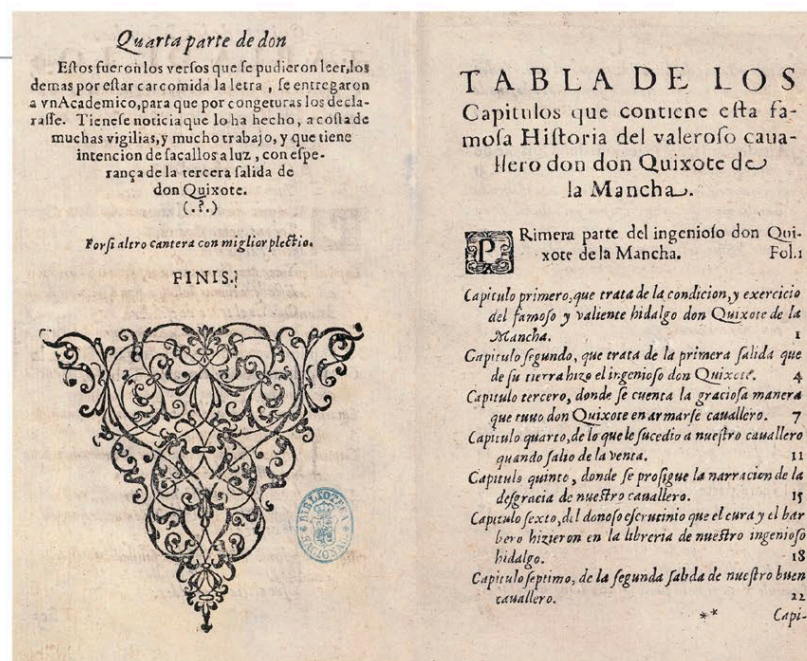 Quarta parte de don
Eſtos fueron los verſos que ſe pudieron leer, los
demas por eſtar carcomida la letra, ſe entregaron
a vn Academico, para que por congeturas los decla-
raſſe. Tieneſe noticia que lo ha hecho, a coſta de
muchas vigilias, y mucho trabajo, y que tiene
intencion de ſacallos a luz, con eſpe-
rança de la tercera ſalida de
don Quixote.
(.?.)
Forſi altro cantera con miglior plectio.
FINIS.
BIBLIOTECA
NACIONAL
TABLA DE LOS
Capitulos que contiene eſta fa-
moſa Hiſtoria del valeroſo caua-
llero don don Quixote de
la Mancha.
PRimera parte del ingenioſo don Qui-
xote de la Mancha. Fol.1
Capitulo primero, que trata de la condicion, y exercicio
del famoſo y valiente hidalgo don Quixote de la
Mancha. 1
Capitulo ſegundo, que trata de la primera ſalida que
de ſu tierra hizo el ingenioſo don Quixote. 4
Capitulo tercero, donde ſe cuenta la gracioſa manera
que tuuo don Quixote en armarſe cauallero. 7
Capitulo quarto, de lo que le ſucedio a nueſtro cauallero
quando ſalio de la venta. 11
Capitulo quinto, donde ſe proſigue la narracion de la
deſgracia de nueſtro cauallero. 15
Capitulo ſexto, del donoſo eſcrutinio que el cura y el bar
bero hizieron en la libreria de nueſtro ingenioſo
hidalgo. 18
Capitulo ſeptimo, de la ſegunda ſalida de nueſtro buen
cauallero. 22
** Capi-